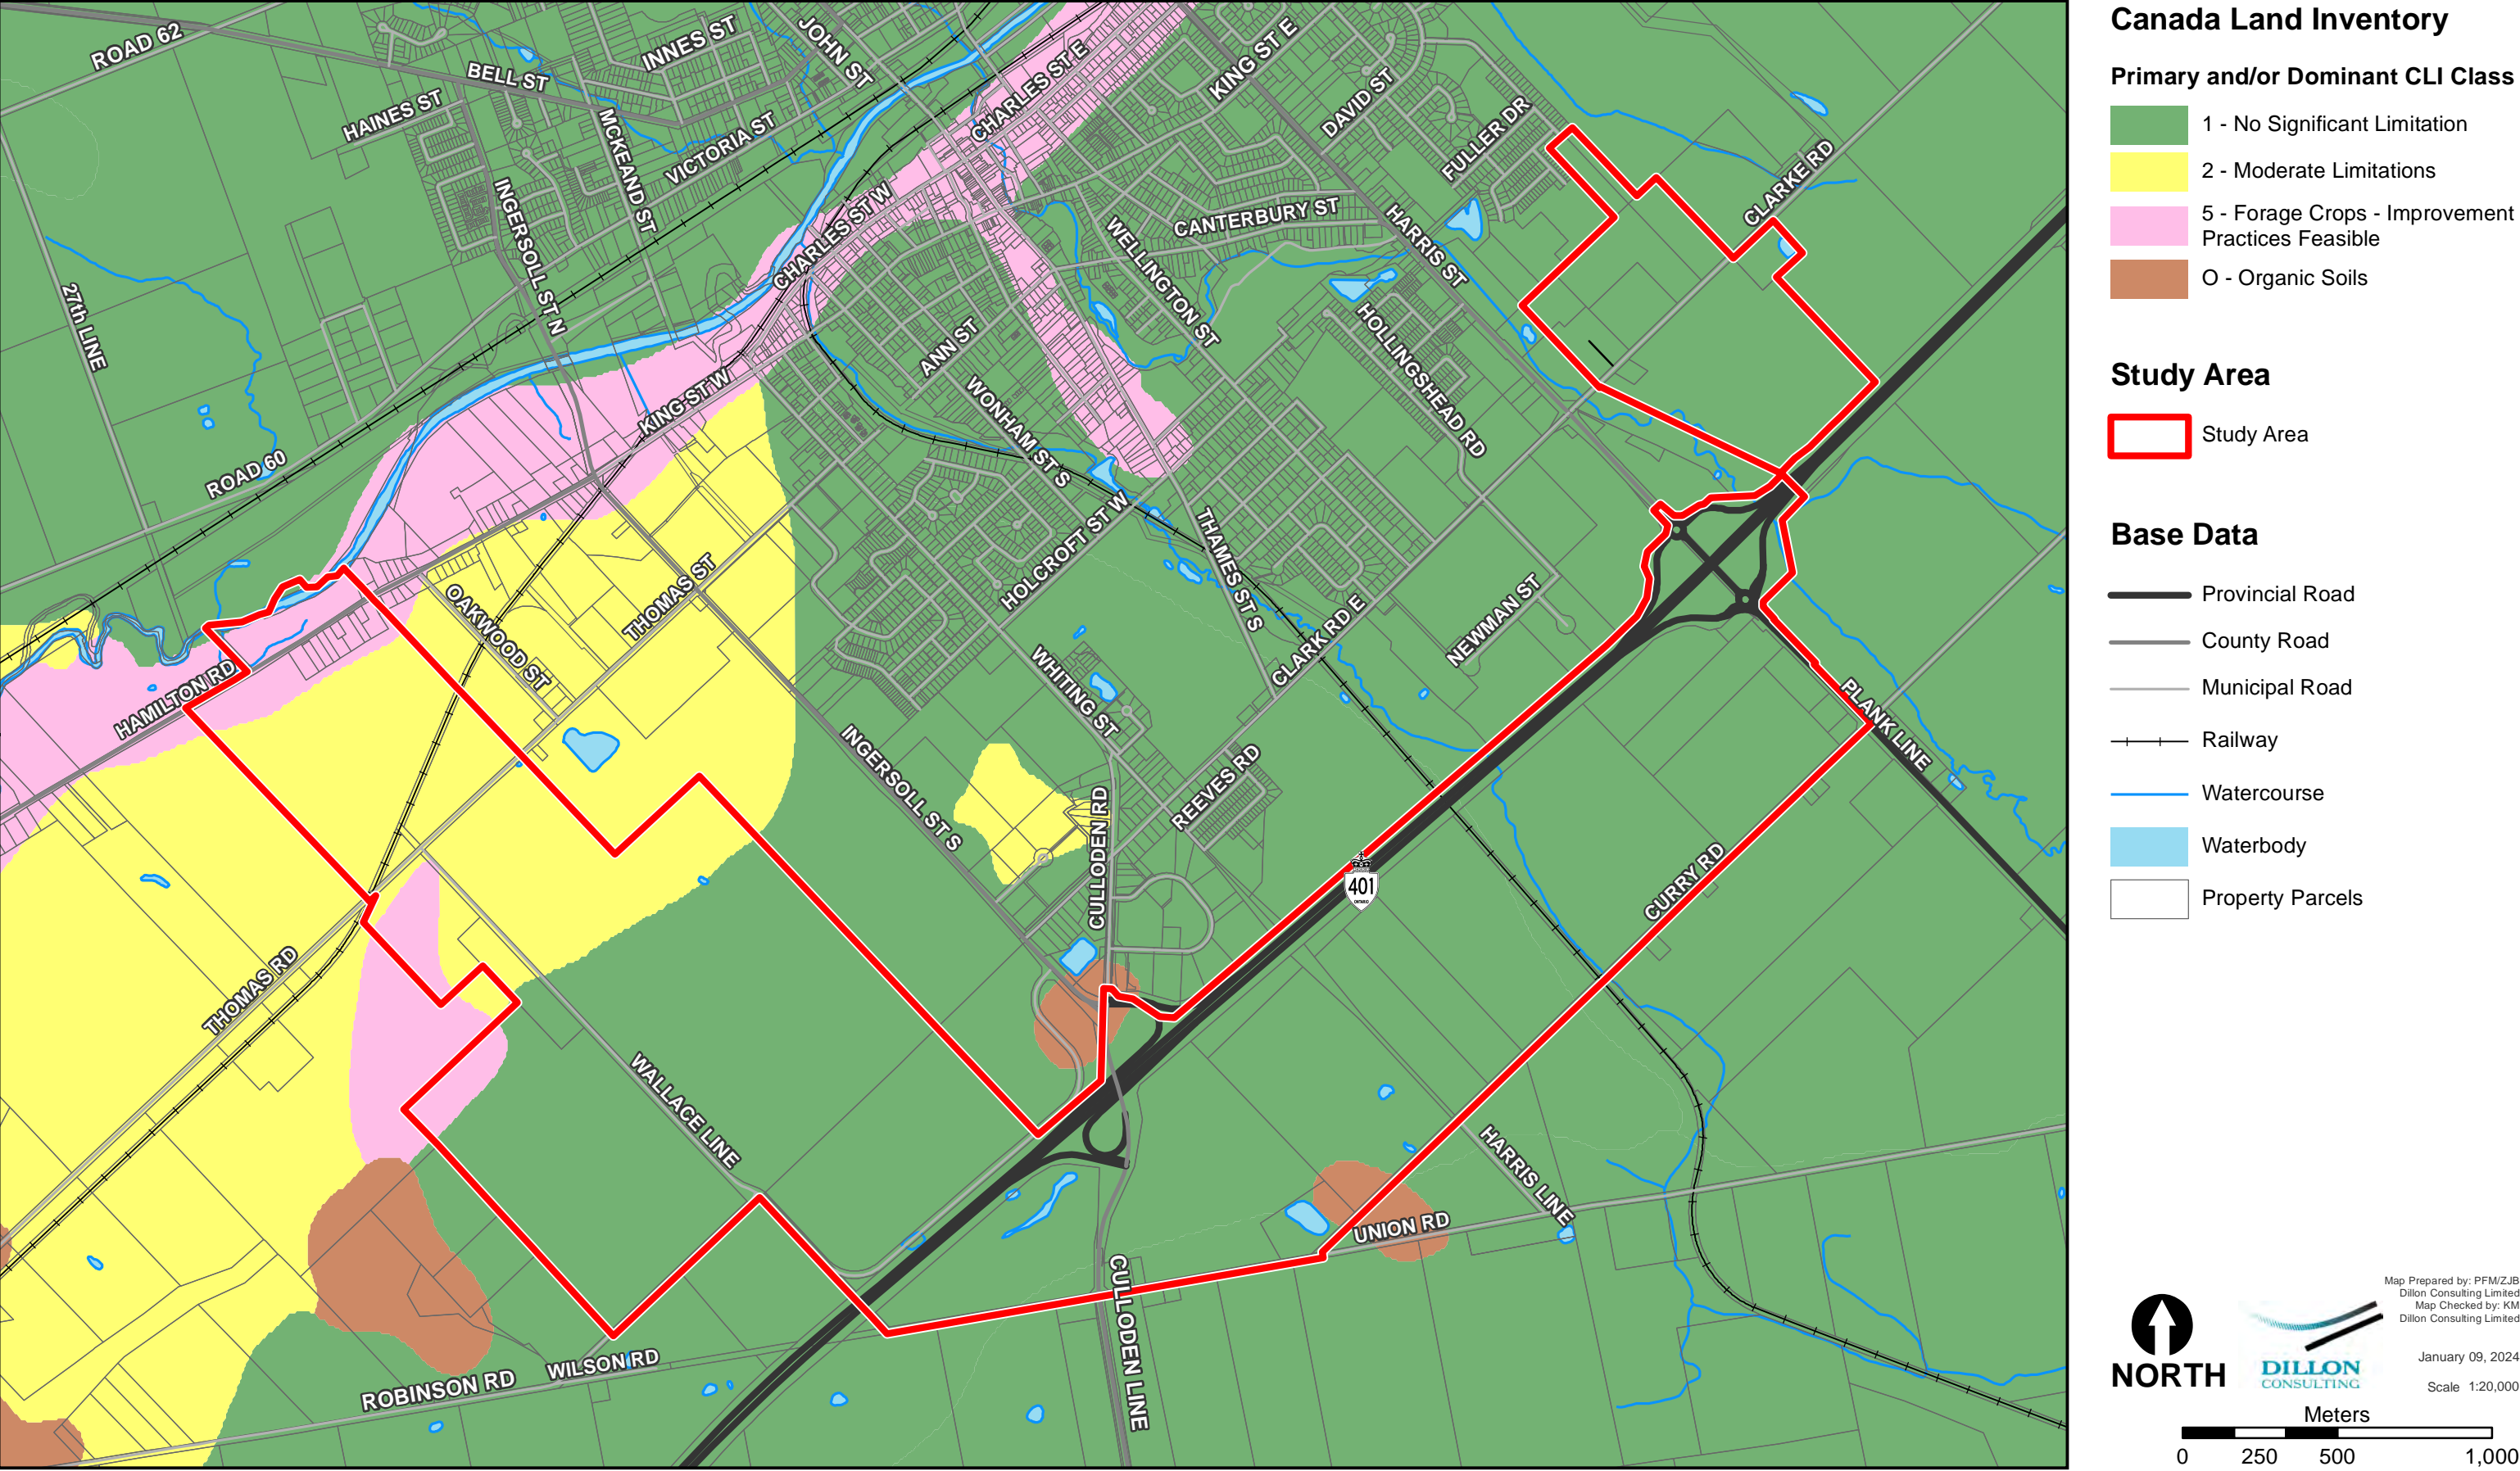 ROAD 62
BELL ST
INNES ST
JOHN ST
CHARLES ST E
KING ST E
HAINES ST
MCKEAND ST
VICTORIA ST
DAVID ST
FULLER DR
CLARKE RD
INGERSOLL ST N
CHARLES ST W
CANTERBURY ST
WELLINGTON ST
HARRIS ST
27th LINE
ANN ST
HOLLINGSHEAD RD
KING ST W
WONHAM ST S
ROAD 60
THAMES ST S
HOLCROFT ST W
OAKWOOD ST
THOMAS ST
NEWMAN ST
CLARK RD E
HAMILTON RD
WHITING ST
PLANK LINE
INGERSOLL ST S
REEVES RD
CULLODEN RD
401
ONTARIO
CURRY RD
THOMAS RD
WALLACE LINE
HARRIS LINE
UNION RD
CULLODEN LINE
WILSON RD
ROBINSON RD
Canada Land Inventory
Primary and/or Dominant CLI Class
1 - No Significant Limitation
2 - Moderate Limitations
5 - Forage Crops - Improvement
Practices Feasible
O - Organic Soils
Study Area
Study Area
Base Data
Provincial Road
County Road
Municipal Road
Railway
Watercourse
Waterbody
Property Parcels
Map Prepared by: PFM/ZJB
Dillon Consulting Limited
Map Checked by: KM
Dillon Consulting Limited
January 09, 2024
Scale 1:20,000
NORTH
DILLON
CONSULTING
Meters
0 250 500 1,000